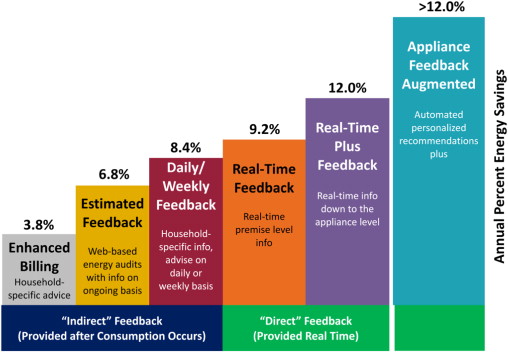 3.8%
Enhanced
Billing
Household-
specific advice
6.8%
Estimated
Feedback
Web-based
energy audits
with info on
ongoing basis
8.4%
Daily/
Weekly
Feedback
Household-
specific info,
advise on
daily or
weekly basis
9.2%
Real-Time
Feedback
Real-time
premise level
info
12.0%
Real-Time
Plus
Feedback
Real-time info
down to the
appliance level
>12.0%
Appliance
Feedback
Augmented
Automated
personalized
recommendations
plus
Annual Percent Energy Savings
“Indirect” Feedback
(Provided after Consumption Occurs)
“Direct” Feedback
(Provided Real Time)